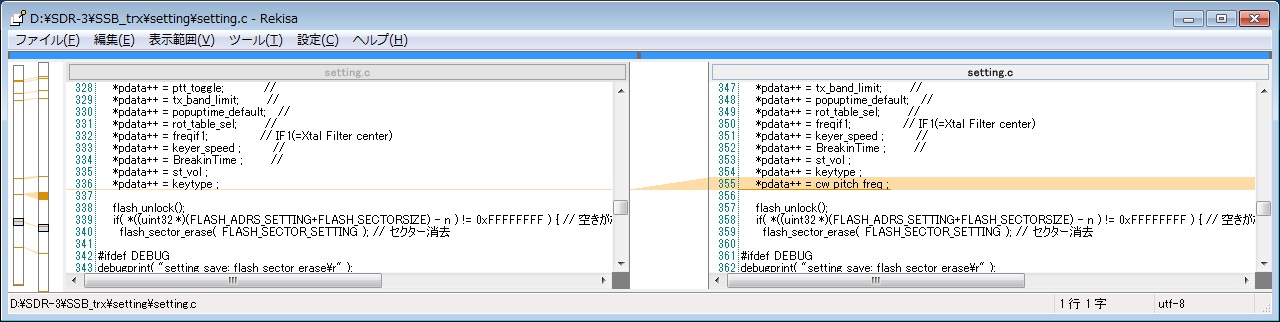 D:¥SDR-3¥SSB_trx¥setting¥setting.c - Rekisa
ファイル(F) 編集(E) 表示範囲(V) ツール(T) 設定(C) ヘルプ(H)
setting.c
328 *pdata++ = ptt_toggle; //
329 *pdata++ = tx_band_limit; //
330 *pdata++ = popuptime_default; //
331 *pdata++ = rot_table_sel; //
332 *pdata++ = freqif1; // IF1(=Xtal Filter center)
333 *pdata++ = keyer_speed ; //
334 *pdata++ = BreakinTime ; //
335 *pdata++ = st_vol ;
336 *pdata++ = keytype ;
337
338 flash_unlock();
339 if( *((uint32 *)(FLASH_ADRS_SETTING+FLASH_SECTORSIZE) - n ) != 0xFFFFFFFF ) { // 空きが
340 flash_sector_erase( FLASH_SECTOR_SETTING ); // セクター消去
341
342 #ifdef DEBUG
343 debugprint( "setting save: flash sector erase¥r" );
setting.c
347 *pdata++ = tx_band_limit; //
348 *pdata++ = popuptime_default; //
349 *pdata++ = rot_table_sel; //
350 *pdata++ = freqif1; // IF1(=Xtal Filter center)
351 *pdata++ = keyer_speed ; //
352 *pdata++ = BreakinTime ; //
353 *pdata++ = st_vol ;
354 *pdata++ = keytype ;
355 *pdata++ = cw_pitch_freq ;
356
357 flash_unlock();
358 if( *((uint32 *)(FLASH_ADRS_SETTING+FLASH_SECTORSIZE) - n ) != 0xFFFFFFFF ) { // 空きが
359 flash_sector_erase( FLASH_SECTOR_SETTING ); // セクター消去
360
361 #ifdef DEBUG
362 debugprint( "setting save: flash sector erase¥r" );
D:¥SDR-3¥SSB_trx¥setting¥setting.c 1 行 1 字 utf-8